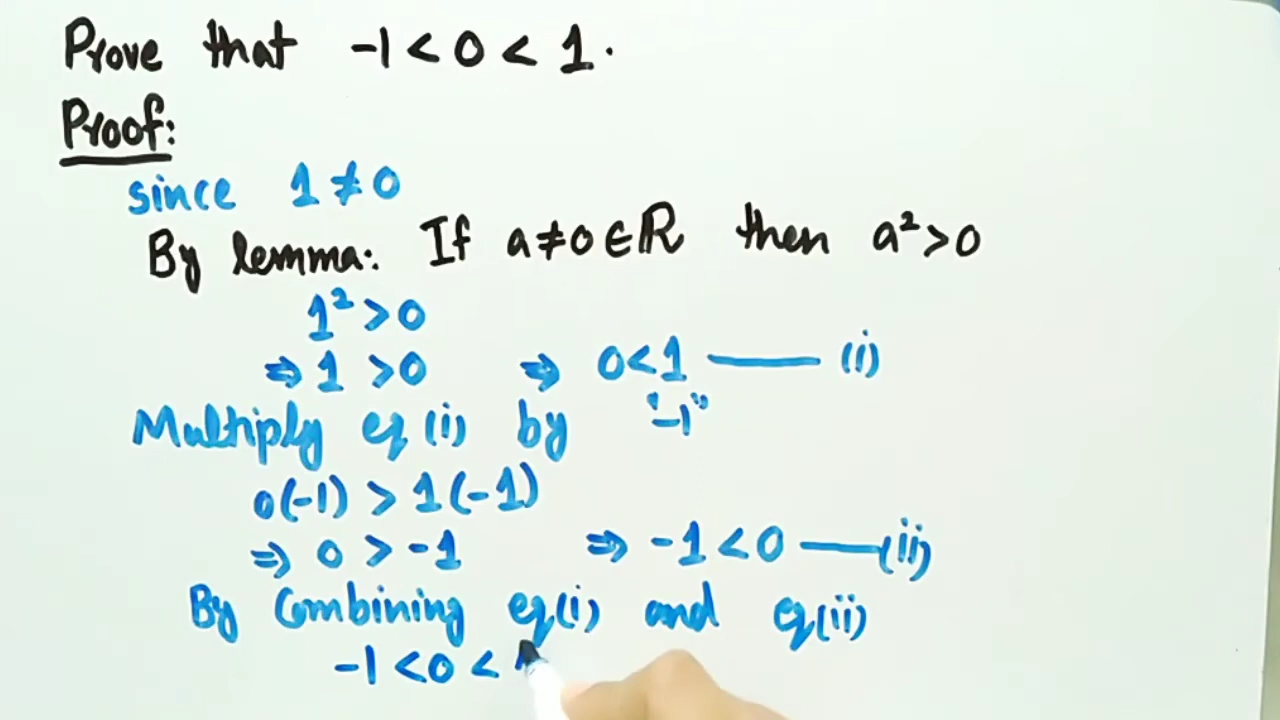 Prove that -1 < 0 < 1.
Proof:
since 1 ≠ 0
By lemma: If a ≠ 0 ∈ ℝ then a² > 0
1² > 0
⇒ 1 > 0 ⇒ 0 < 1 —— (i)
Multiply eq (i) by "-1"
0(-1) > 1(-1)
⇒ 0 > -1 ⇒ -1 < 0 —— (ii)
By Combining eq(i) and eq(ii)
-1 < 0 <